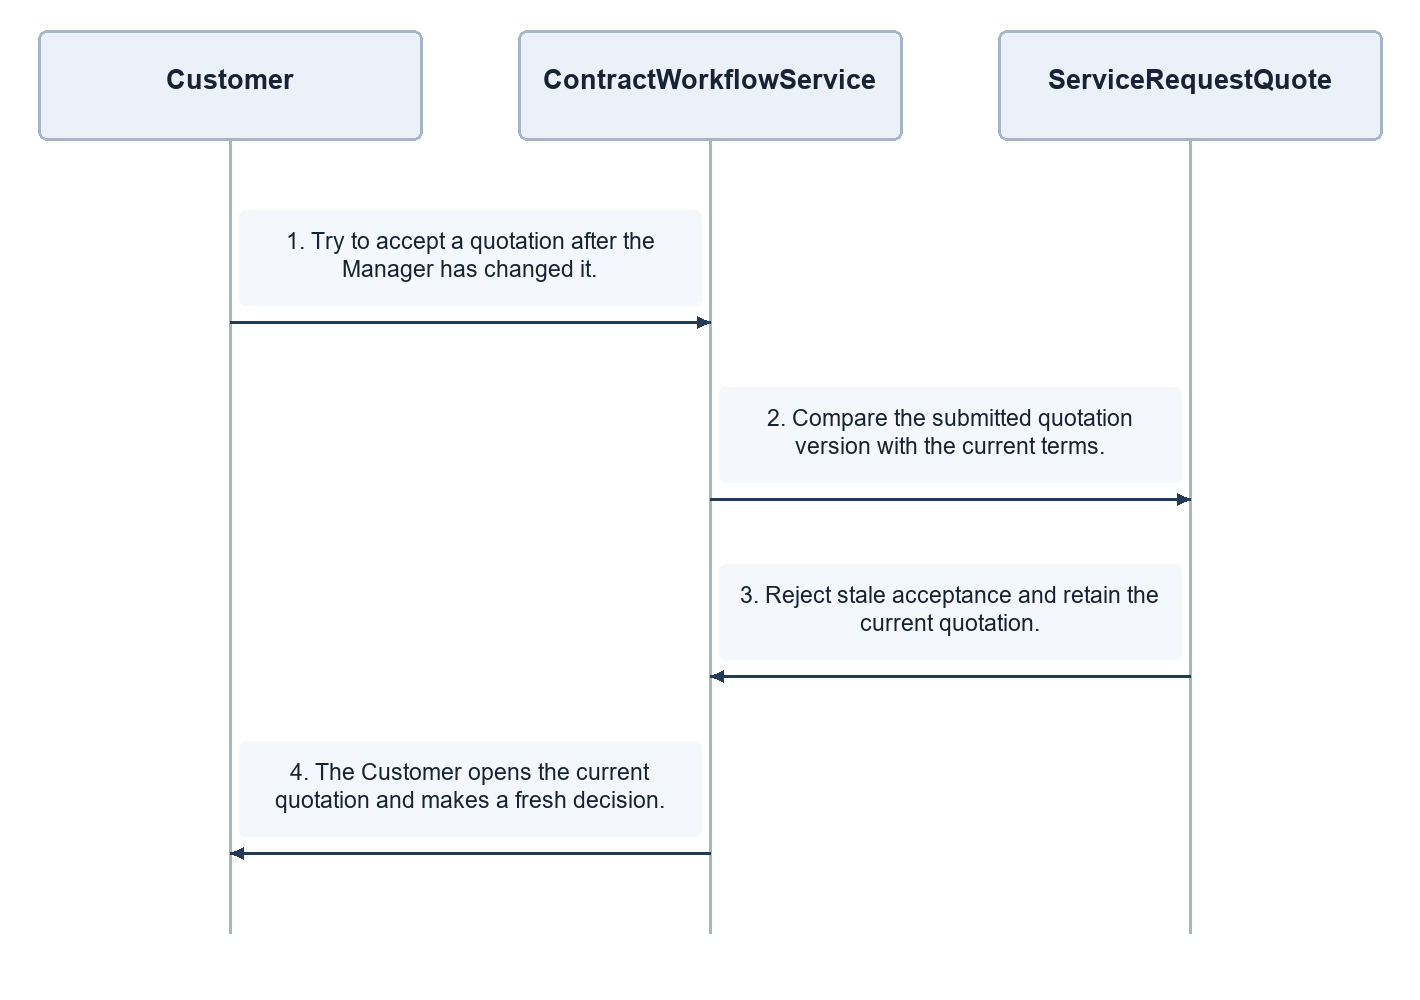 Customer
ContractWorkflowService
ServiceRequestQuote
1. Try to accept a quotation after the
Manager has changed it.
2. Compare the submitted quotation
version with the current terms.
3. Reject stale acceptance and retain the
current quotation.
4. The Customer opens the current
quotation and makes a fresh decision.